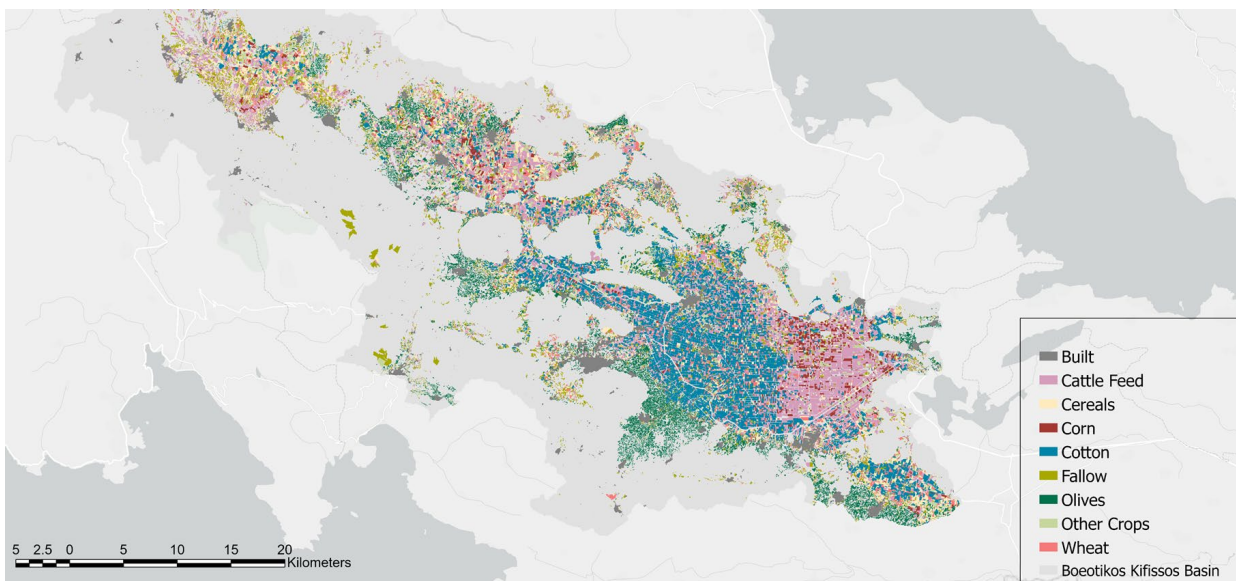 Built
Cattle Feed
Cereals
Corn
Cotton
Fallow
Olives
Other Crops
Wheat
Boeotikos Kifissos Basin
5 2.5 0 5 10 15 20
Kilometers